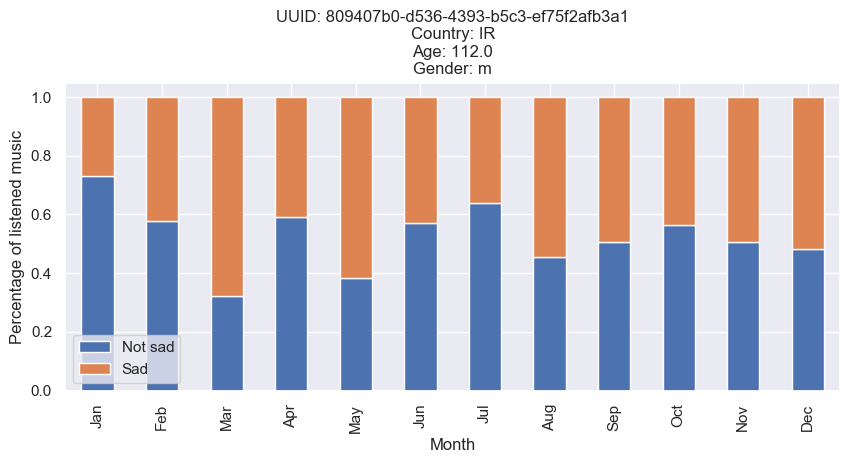 UUID: 809407b0-d536-4393-b5c3-ef75f2afb3a1
Country: IR
Age: 112.0
Gender: m
Percentage of listened music
1.0
0.8
0.6
0.4
0.2
0.0
Not sad
Sad
Jan Feb Mar Apr May Jun Jul Aug Sep Oct Nov Dec
Month